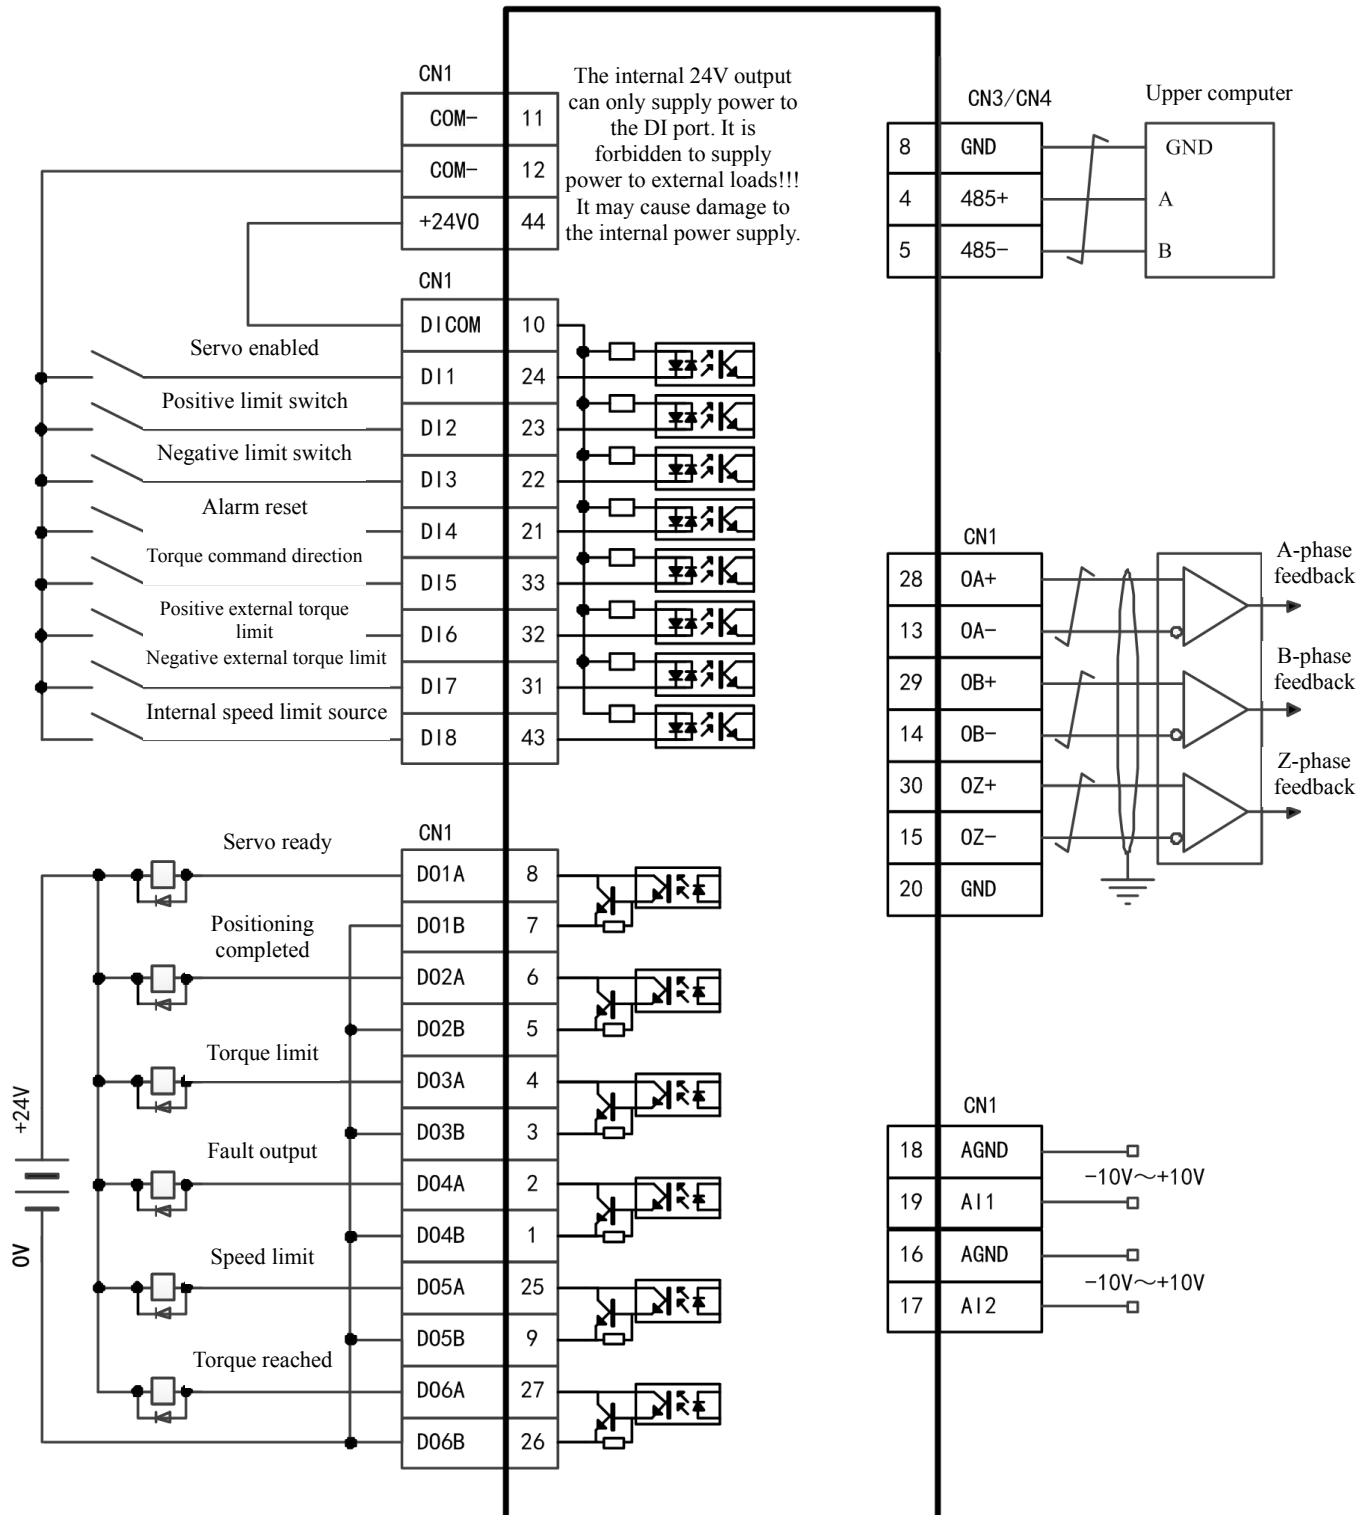 CN1
COM- 11
COM- 12
+24VO 44
The internal 24V output
can only supply power to
the DI port. It is
forbidden to supply
power to external loads!!!
It may cause damage to
the internal power supply.
CN1
DICOM 10
Servo enabled
DI1 24
Positive limit switch
DI2 23
Negative limit switch
DI3 22
Alarm reset
DI4 21
Torque command direction
DI5 33
Positive external torque
limit
DI6 32
Negative external torque limit
DI7 31
Internal speed limit source
DI8 43
CN1
Servo ready
DO1A 8
DO1B 7
Positioning
completed
DO2A 6
DO2B 5
Torque limit
DO3A 4
DO3B 3
Fault output
DO4A 2
DO4B 1
Speed limit
DO5A 25
DO5B 9
Torque reached
DO6A 27
DO6B 26
+24V
0V
CN3/CN4
Upper computer
8 GND GND
4 485+ A
5 485- B
CN1
28 OA+
13 OA-
29 OB+
14 OB-
30 OZ+
15 OZ-
20 GND
A-phase
feedback
B-phase
feedback
Z-phase
feedback
CN1
18 AGND
-10V～+10V
19 AI1
16 AGND
-10V～+10V
17 AI2